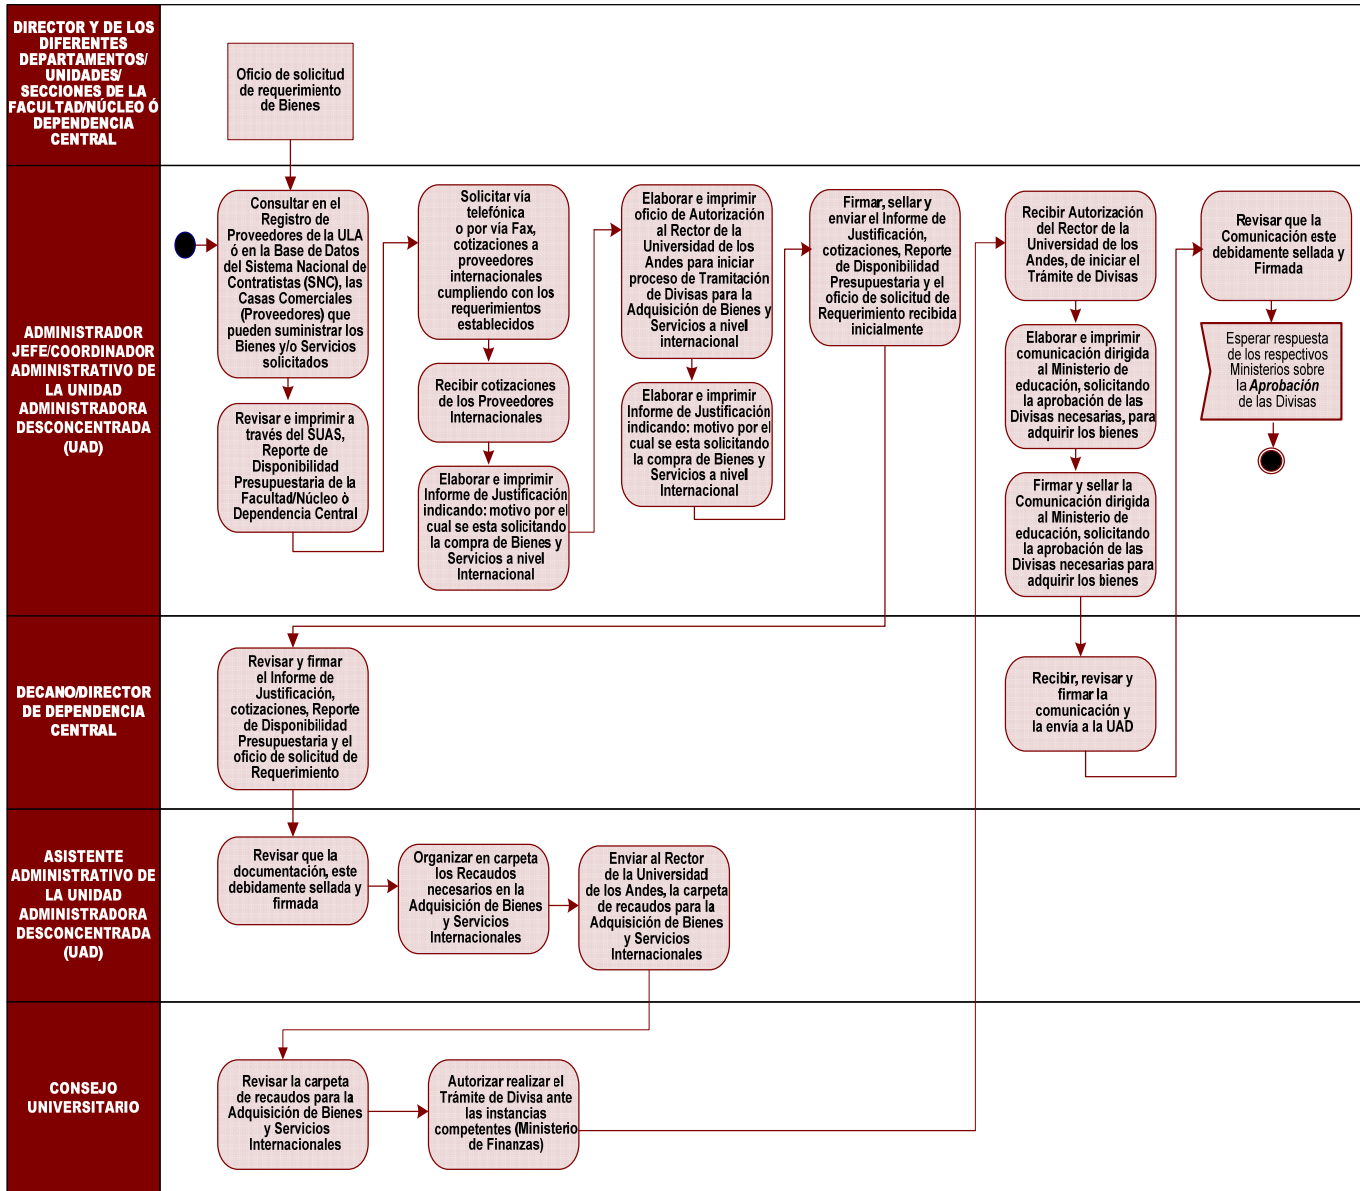 DIRECTOR Y DE LOS
DIFERENTES
DEPARTAMENTOS/
UNIDADES/
SECCIONES DE LA
FACULTAD/NÚCLEO Ó
DEPENDENCIA
CENTRAL
Oficio de solicitud
de requerimiento
de Bienes
ADMINISTRADOR
JEFE/COORDINADOR
ADMINISTRATIVO DE
LA UNIDAD
ADMINISTRADORA
DESCONCENTRADA
(UAD)
Consultar en el
Registro de
Proveedores de la ULA
ó en la Base de Datos
del Sistema Nacional de
Contratistas (SNC), las
Casas Comerciales
(Proveedores) que
pueden suministrar los
Bienes y/o Servicios
solicitados
Revisar e imprimir a
través del SUAS,
Reporte de
Disponibilidad
Presupuestaria de la
Facultad/Núcleo ò
Dependencia Central
Solicitar vía
telefónica
o por vía Fax,
cotizaciones a
proveedores
internacionales
cumpliendo con los
requerimientos
establecidos
Recibir cotizaciones
de los Proveedores
Internacionales
Elaborar e imprimir
Informe de Justificación
indicando: motivo por el
cual se esta solicitando
la compra de Bienes y
Servicios a nivel
Internacional
Elaborar e imprimir
oficio de Autorización
al Rector de la
Universidad de los
Andes para iniciar
proceso de Tramitación
de Divisas para la
Adquisición de Bienes y
Servicios a nivel
internacional
Elaborar e imprimir
Informe de Justificación
indicando: motivo por el
cual se esta solicitando
la compra de Bienes y
Servicios a nivel
Internacional
Firmar, sellar y
enviar el Informe de
Justificación,
cotizaciones, Reporte
de Disponibilidad
Presupuestaria y el
oficio de solicitud de
Requerimiento recibida
inicialmente
Recibir Autorización
del Rector de la
Universidad de los
Andes, de iniciar el
Trámite de Divisas
Elaborar e imprimir
comunicación dirigida
al Ministerio de
educación, solicitando
la aprobación de las
Divisas necesarias, para
adquirir los bienes
Firmar y sellar la
Comunicación dirigida
al Ministerio de
educación, solicitando
la aprobación de las
Divisas necesarias para
adquirir los bienes
Revisar que la
Comunicación este
debidamente sellada y
Firmada
Esperar respuesta
de los respectivos
Ministerios sobre
la Aprobación
de las Divisas
DECANO/DIRECTOR
DE DEPENDENCIA
CENTRAL
Revisar y firmar
el Informe de
Justificación,
cotizaciones, Reporte
de Disponibilidad
Presupuestaria y el
oficio de solicitud de
Requerimiento
Recibir, revisar y
firmar la
comunicación y
la envía a la UAD
ASISTENTE
ADMINISTRATIVO DE
LA UNIDAD
ADMINISTRADORA
DESCONCENTRADA
(UAD)
Revisar que la
documentación, este
debidamente sellada y
firmada
Organizar en carpeta
los Recaudos
necesarios en la
Adquisición de Bienes
y Servicios
Internacionales
Enviar al Rector
de la Universidad
de los Andes, la carpeta
de recaudos para la
Adquisición de Bienes
y Servicios
Internacionales
CONSEJO
UNIVERSITARIO
Revisar la carpeta
de recaudos para la
Adquisición de Bienes
y Servicios
Internacionales
Autorizar realizar el
Trámite de Divisa ante
las instancias
competentes (Ministerio
de Finanzas)